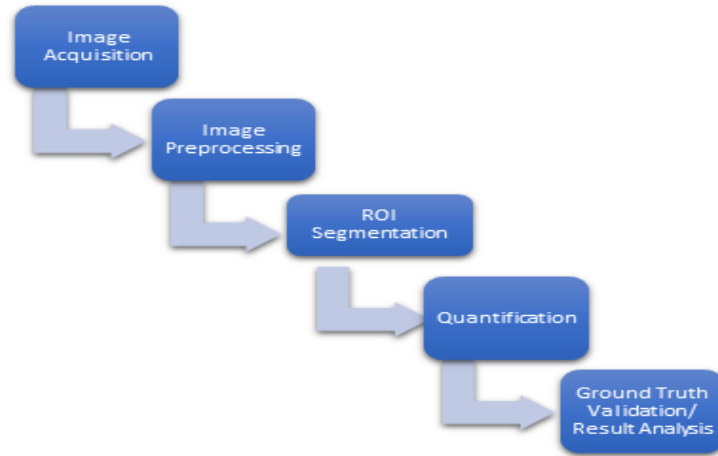 Image
Acquisition
Image
Preprocessing
ROI
Segmentation
Quantification
Ground Truth
Validation/
Result Analysis